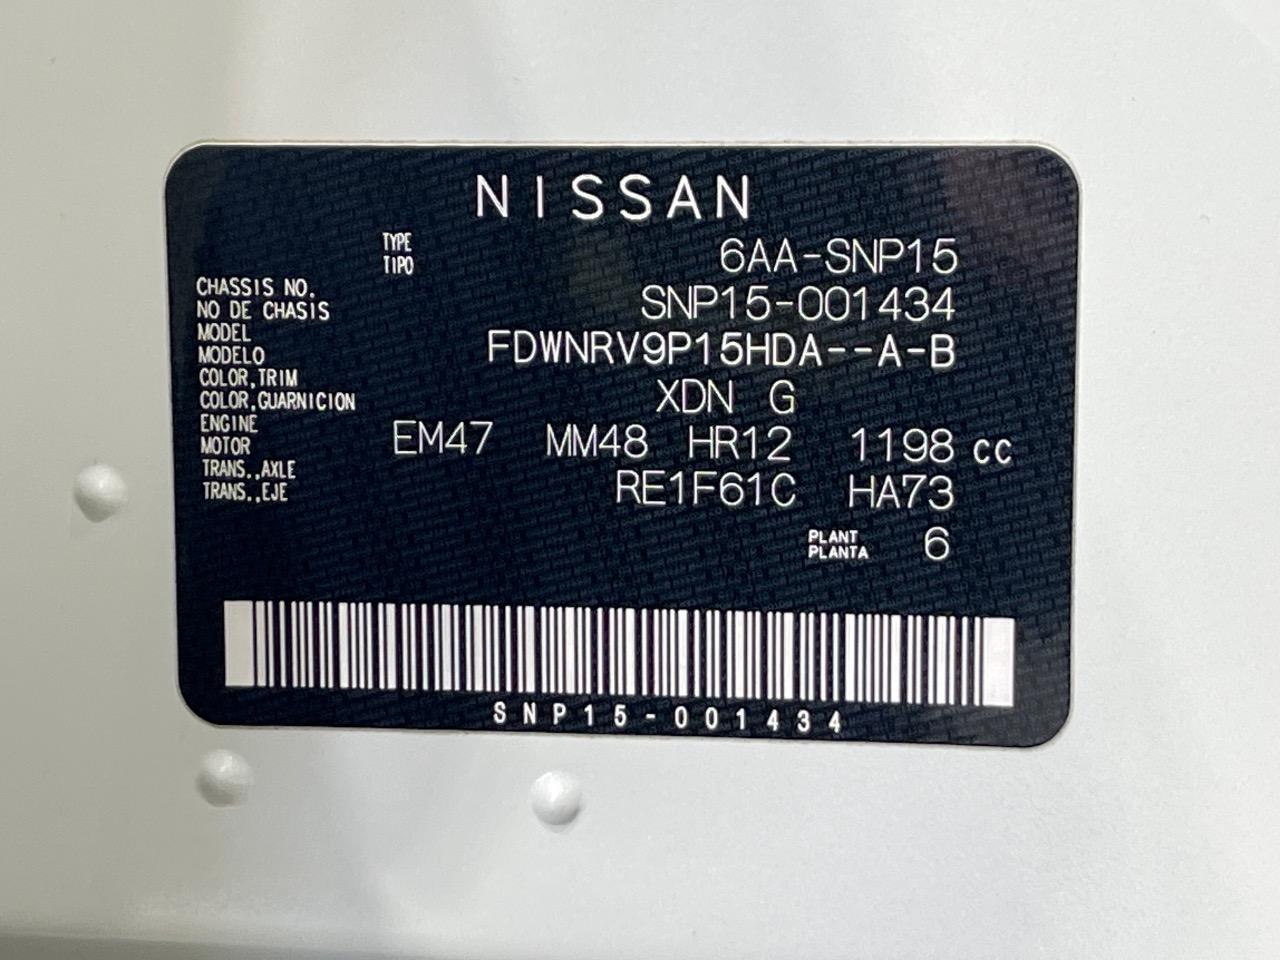 NISSAN
TYPE
TIPO
6AA-SNP15
CHASSIS NO.
NO DE CHASIS
SNP15-001434
MODEL
MODELO
FDWNRV9P15HDA--A-B
COLOR,TRIM
COLOR,GUARNICION
XDN G
ENGINE
MOTOR
EM47 MM48 HR12 1198 cc
TRANS.,AXLE
TRANS.,EJE
RE1F61C HA73
PLANT
PLANTA
6
SNP15-001434